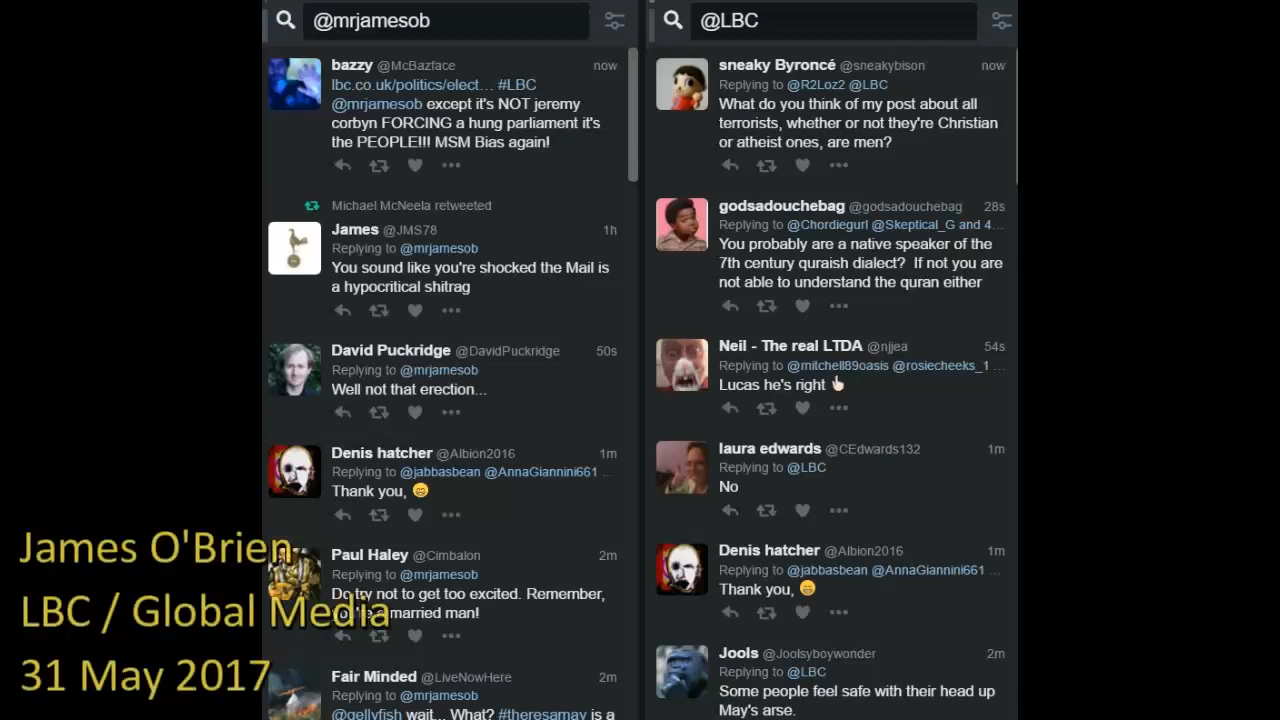 @mrjamesob
bazzy @McBazface now
lbc.co.uk/politics/elect… #LBC
@mrjamesob except it's NOT jeremy
corbyn FORCING a hung parliament it's
the PEOPLE!!! MSM Bias again!
Michael McNeela retweeted
James @JMS78 1h
Replying to @mrjamesob
You sound like you're shocked the Mail is
a hypocritical shitrag
David Puckridge @DavidPuckridge 50s
Replying to @mrjamesob
Well not that erection...
Denis hatcher @Albion2016 1m
Replying to @jabbasbean @AnnaGiannini661 …
Thank you, 😁
Paul Haley @Cimbalon 2m
Replying to @mrjamesob
Do try not to get too excited. Remember,
you're a married man!
Fair Minded @LiveNowHere 2m
Replying to @mrjamesob
@gellyfish wait... What? #theresamay is a
@LBC
sneaky Byroncé @sneakybison now
Replying to @R2Loz2 @LBC
What do you think of my post about all
terrorists, whether or not they're Christian
or atheist ones, are men?
godsadouchebag @godsadouchebag 28s
Replying to @Chordiegurl @Skeptical_G and 4…
You probably are a native speaker of the
7th century quraish dialect? If not you are
not able to understand the quran either
Neil - The real LTDA @njjea 54s
Replying to @mitchell89oasis @rosiecheeks_1 …
Lucas he's right 👆🏻
laura edwards @CEdwards132 1m
Replying to @LBC
No
Denis hatcher @Albion2016 1m
Replying to @jabbasbean @AnnaGiannini661 …
Thank you, 😁
Jools @Joolsyboywonder 2m
Replying to @LBC
Some people feel safe with their head up
May's arse.
James O'Brien
LBC / Global Media
31 May 2017